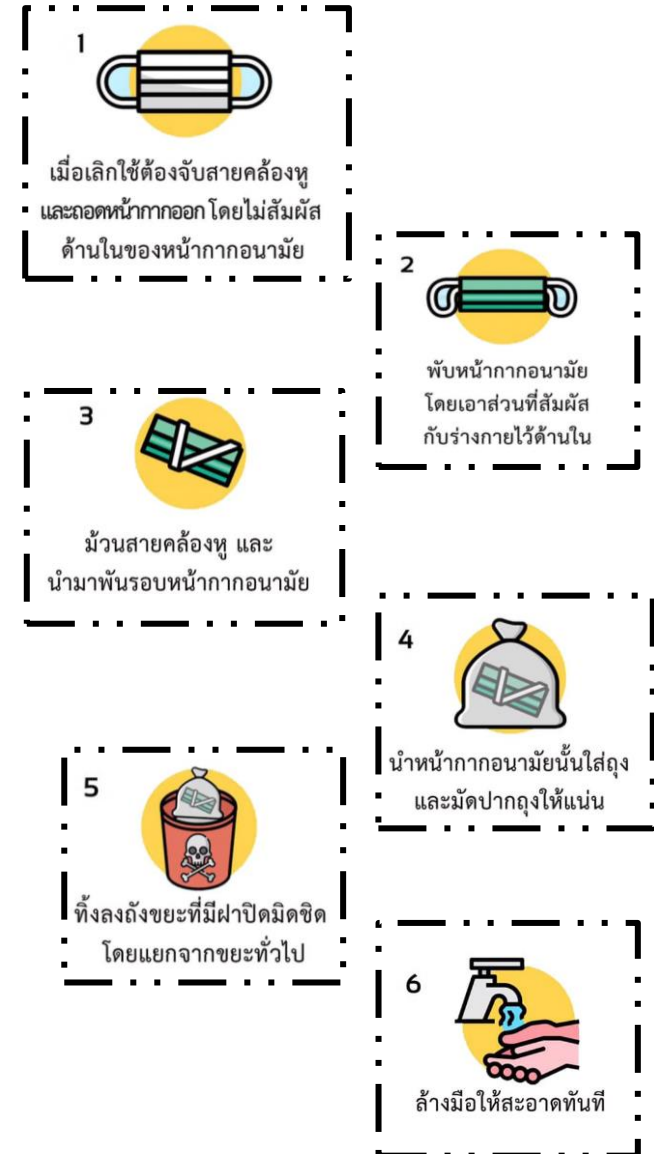 1
เมื่อเลิกใช้ต้องจับสายคล้องหู
และถอดหน้ากากออก โดยไม่สัมผัส
ด้านในของหน้ากากอนามัย
2
พับหน้ากากอนามัย
โดยเอาส่วนที่สัมผัส
กับร่างกายไว้ด้านใน
3
ม้วนสายคล้องหู และ
นำมาพันรอบหน้ากากอนามัย
4
นำหน้ากากอนามัยนั้นใส่ถุง
และมัดปากถุงให้แน่น
5
ทิ้งลงถังขยะที่มีฝาปิดมิดชิด
โดยแยกจากขยะทั่วไป
6
ล้างมือให้สะอาดทันที